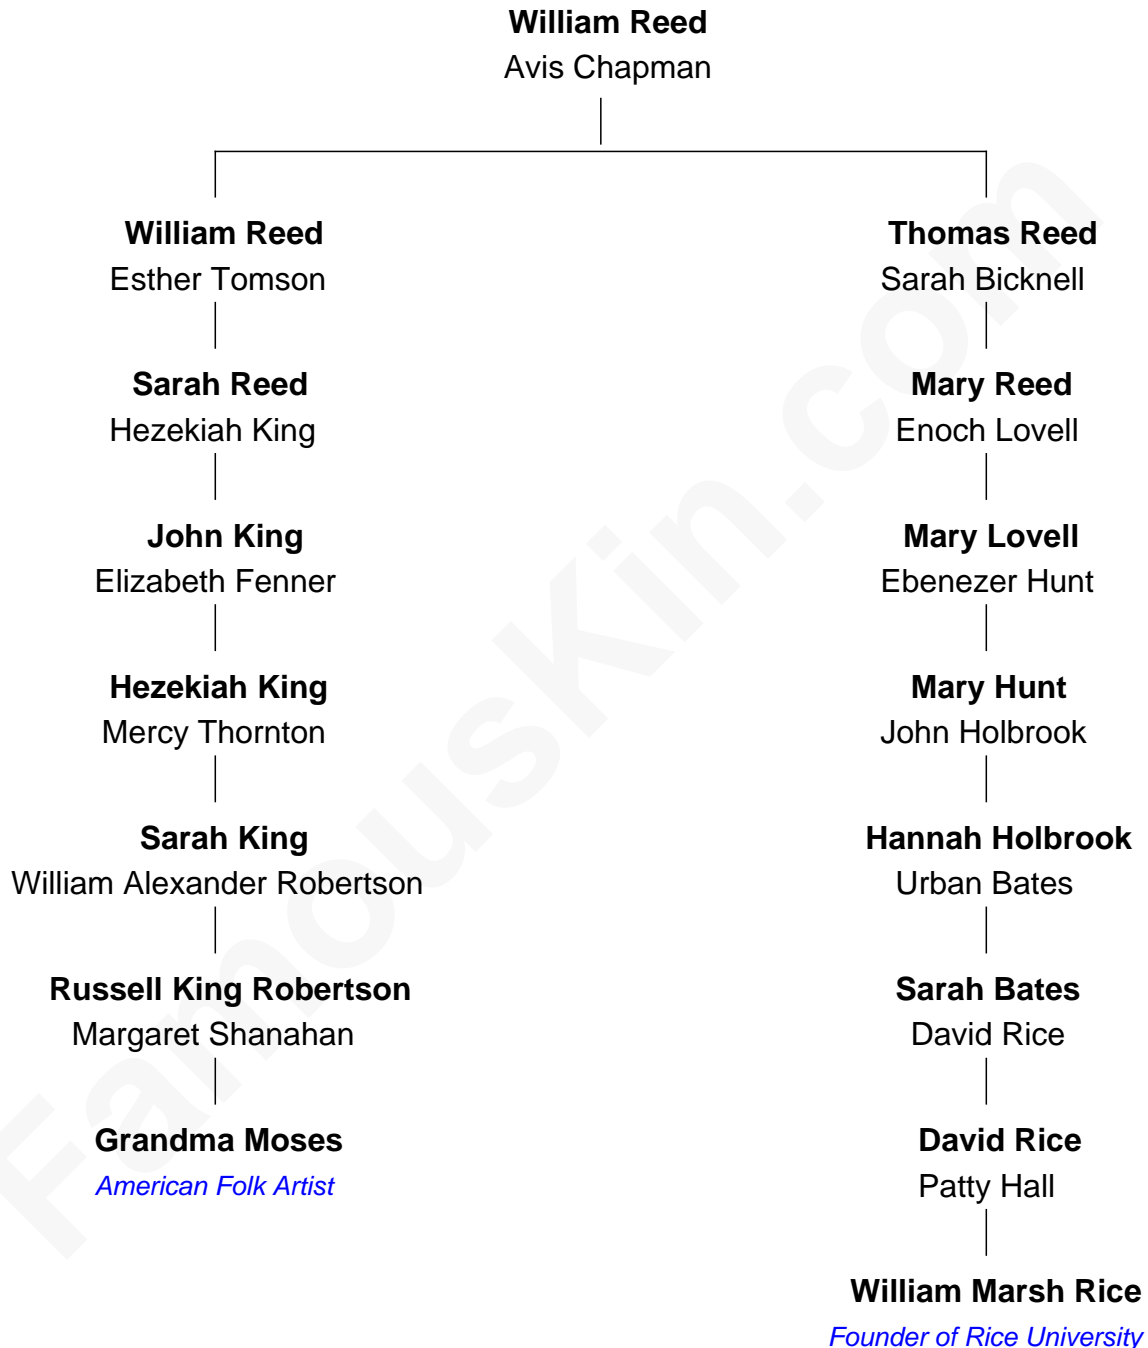 William Reed
Avis Chapman
William Reed
Esther Tomson
Thomas Reed
Sarah Bicknell
Sarah Reed
Hezekiah King
Mary Reed
Enoch Lovell
John King
Elizabeth Fenner
Mary Lovell
Ebenezer Hunt
Hezekiah King
Mercy Thornton
Mary Hunt
John Holbrook
Sarah King
William Alexander Robertson
Hannah Holbrook
Urban Bates
Russell King Robertson
Margaret Shanahan
Sarah Bates
David Rice
Grandma Moses
American Folk Artist
David Rice
Patty Hall
William Marsh Rice
Founder of Rice University
FamousKin.com